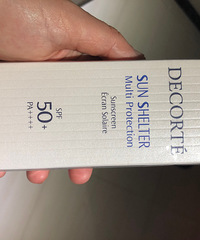 DECORTÉ
SUN SHELTER
Multi Protection
Sunscreen
Écran Solaire
SPF
50+
PA++++